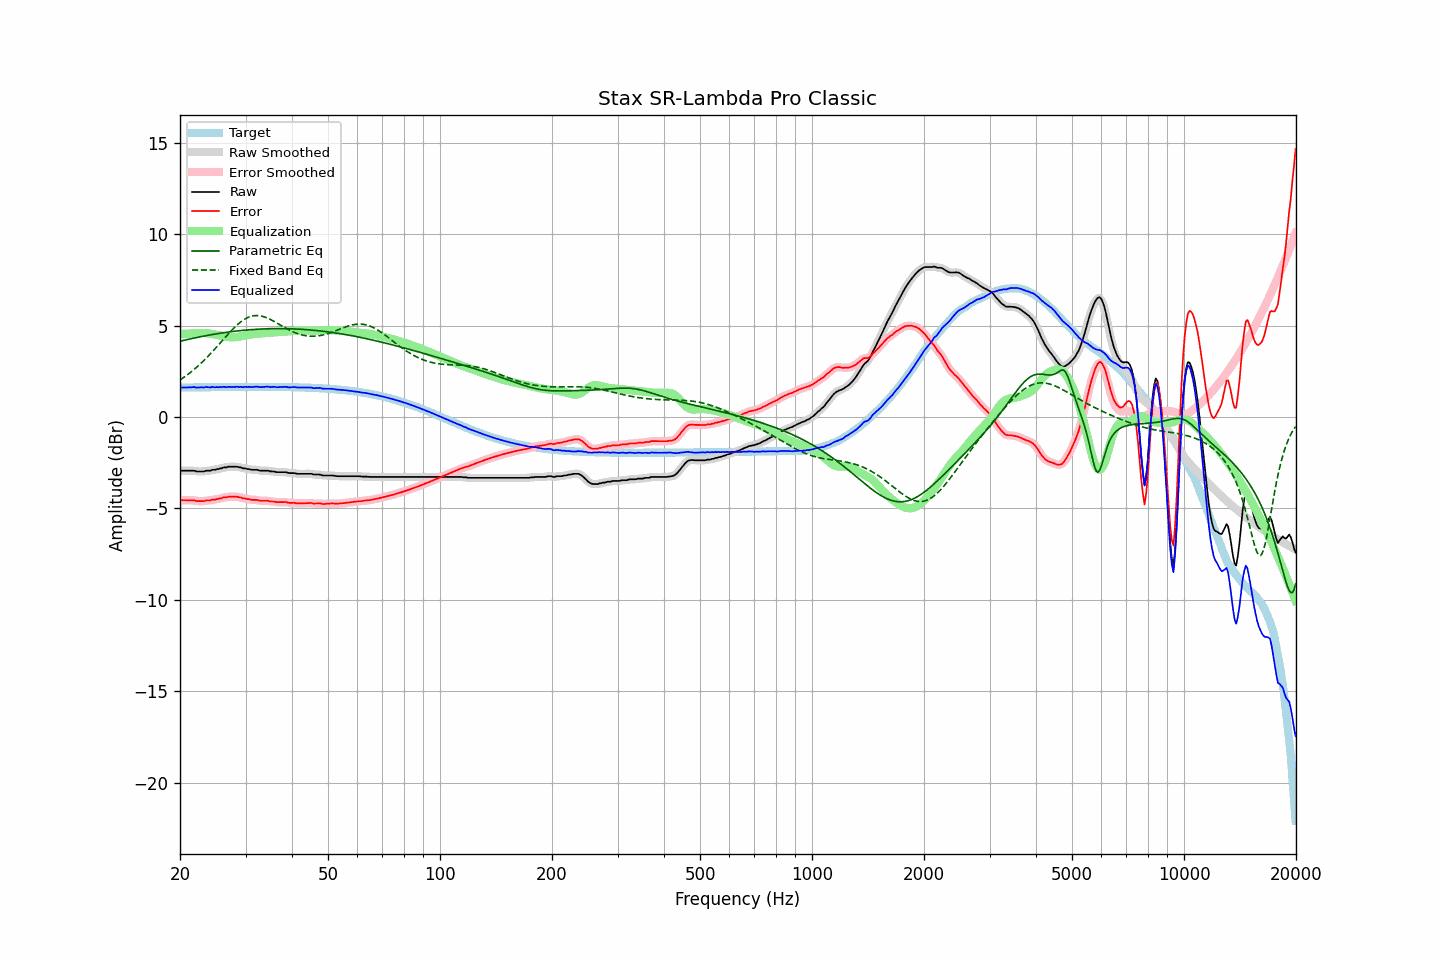 Stax SR-Lambda Pro Classic
Target
Raw Smoothed
Error Smoothed
Raw
Error
Equalization
Parametric Eq
Fixed Band Eq
Equalized
15
10
5
0
−5
−10
−15
−20
Amplitude (dBr)
20 50 100 200 500 1000 2000 5000 10000 20000
Frequency (Hz)